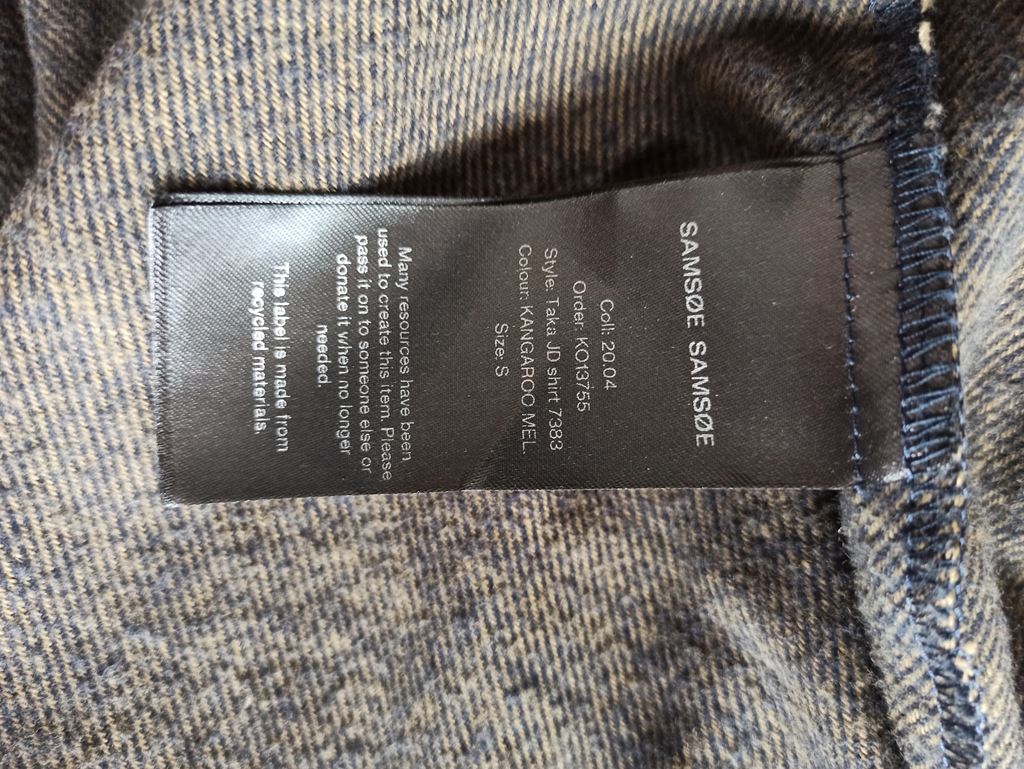 SAMSØE SAMSØE
Coll: 20.04
Order: KO13755
Style: Taka JD shirt 7383
Colour: KANGAROO MEL.
Size: S
Many resources have been
used to create this item. Please
pass it on to someone else or
donate it when no longer
needed.
This label is made from
recycled materials.